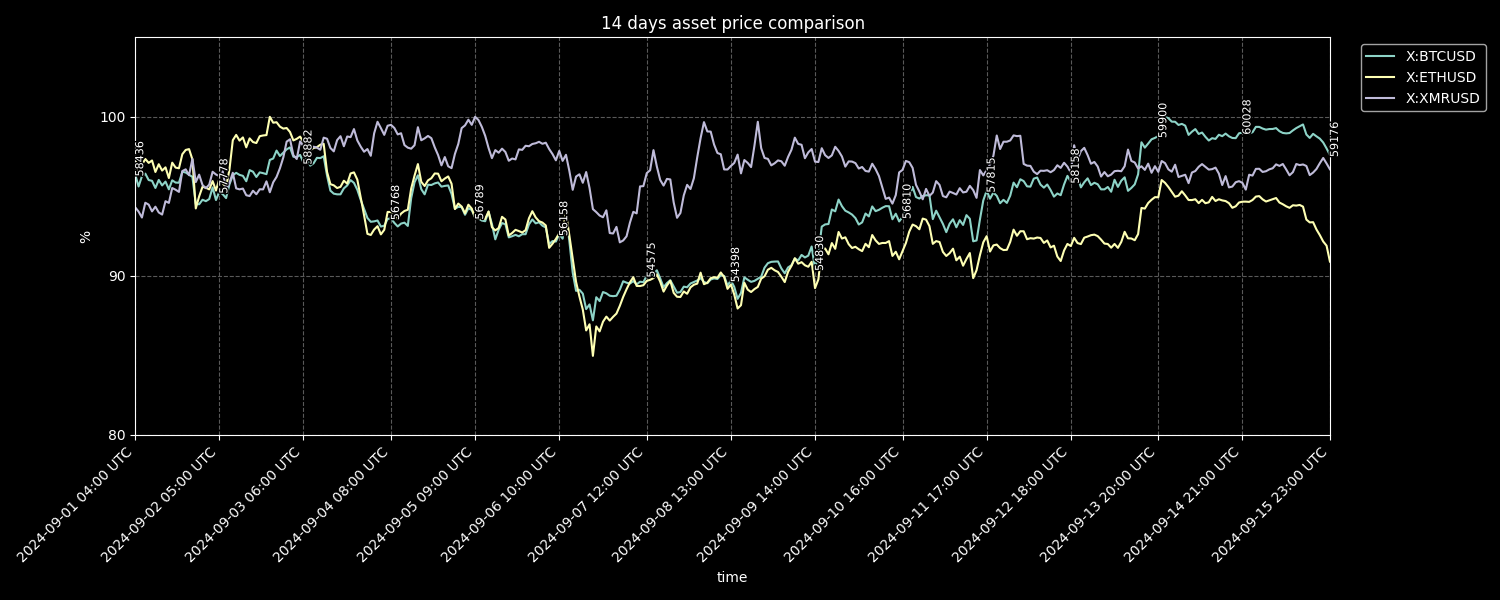 14 days asset price comparison
X:BTCUSD
X:ETHUSD
X:XMRUSD
100
90
80
%
58436
57778
58882
56768
56789
56158
54575
54398
54830
56810
57815
58158
59900
60028
59176
2024-09-01 04:00 UTC
2024-09-02 05:00 UTC
2024-09-03 06:00 UTC
2024-09-04 08:00 UTC
2024-09-05 09:00 UTC
2024-09-06 10:00 UTC
2024-09-07 12:00 UTC
2024-09-08 13:00 UTC
2024-09-09 14:00 UTC
2024-09-10 16:00 UTC
2024-09-11 17:00 UTC
2024-09-12 18:00 UTC
2024-09-13 20:00 UTC
2024-09-14 21:00 UTC
2024-09-15 23:00 UTC
time